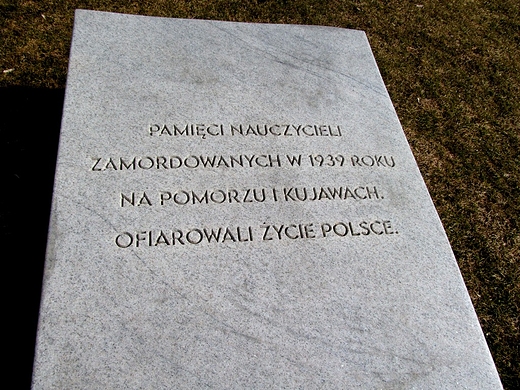 PAMIĘCI NAUCZYCIELI
ZAMORDOWANYCH W 1939 ROKU
NA POMORZU I KUJAWACH.
OFIAROWALI ŻYCIE POLSCE.